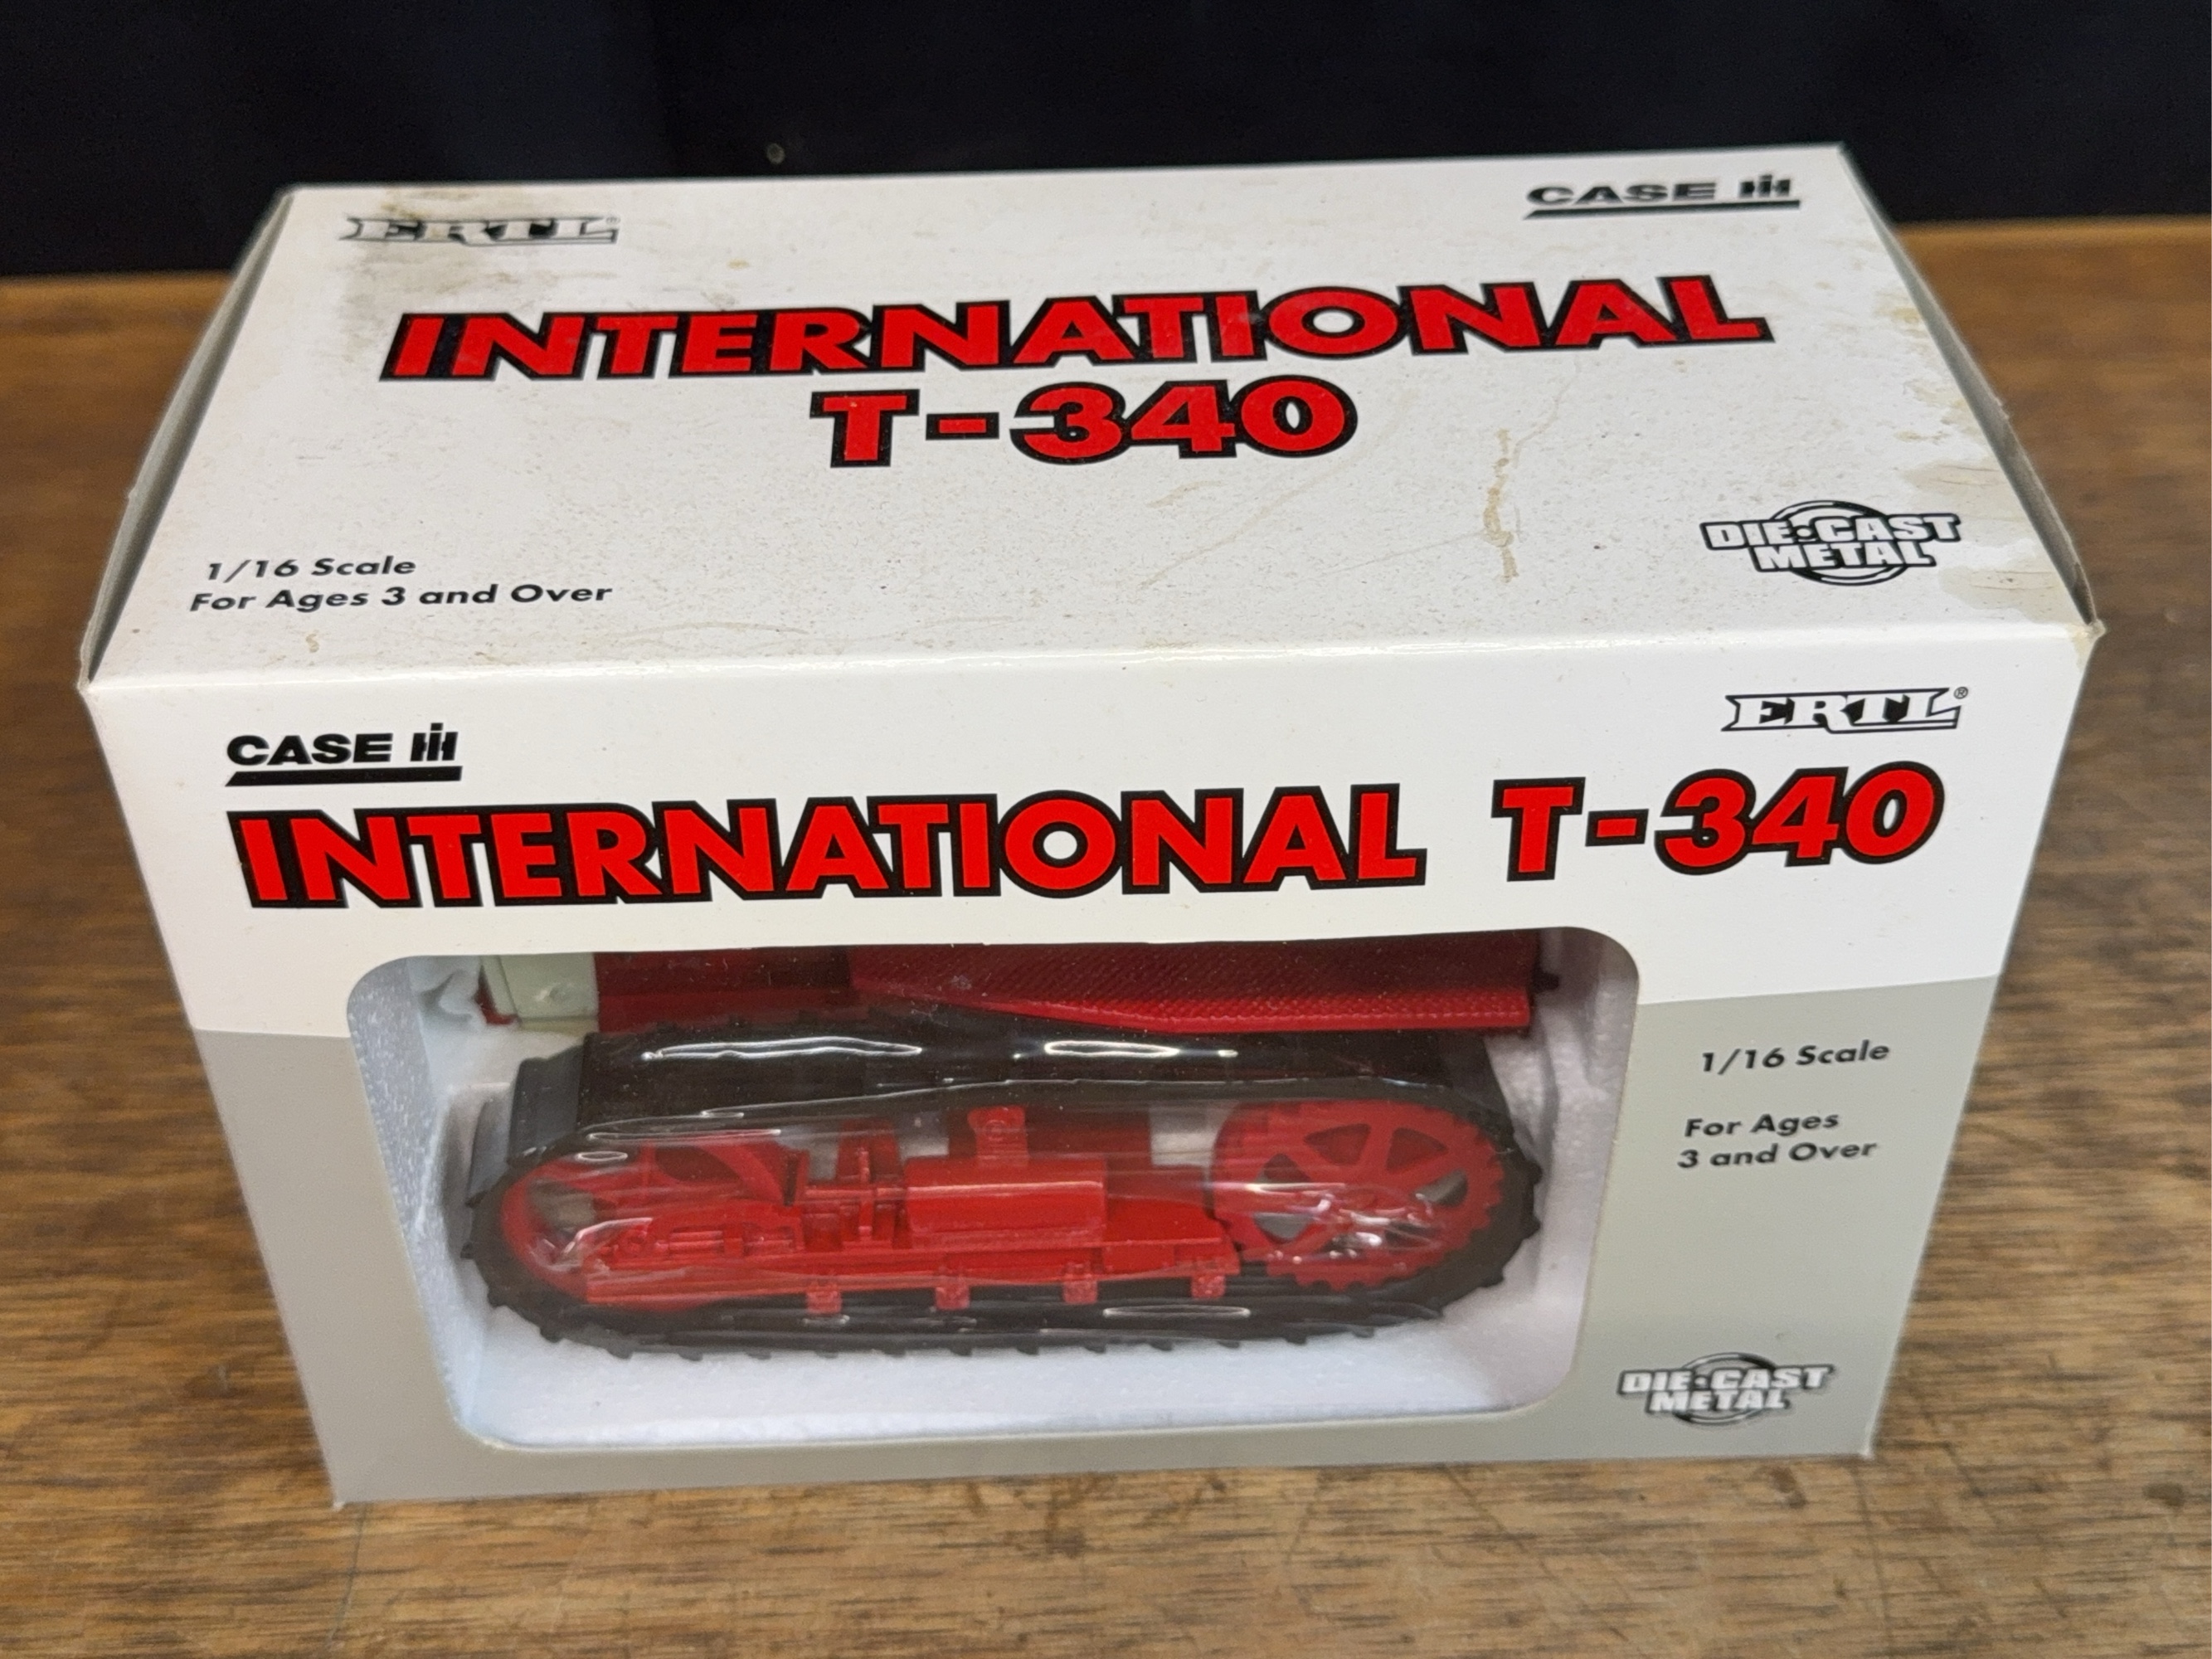 ERTL®
CASE IH
INTERNATIONAL
T-340
1/16 Scale
For Ages 3 and Over
DIE•CAST
METAL
CASE IH
ERTL®
INTERNATIONAL T-340
1/16 Scale
For Ages
3 and Over
DIE•CAST
METAL